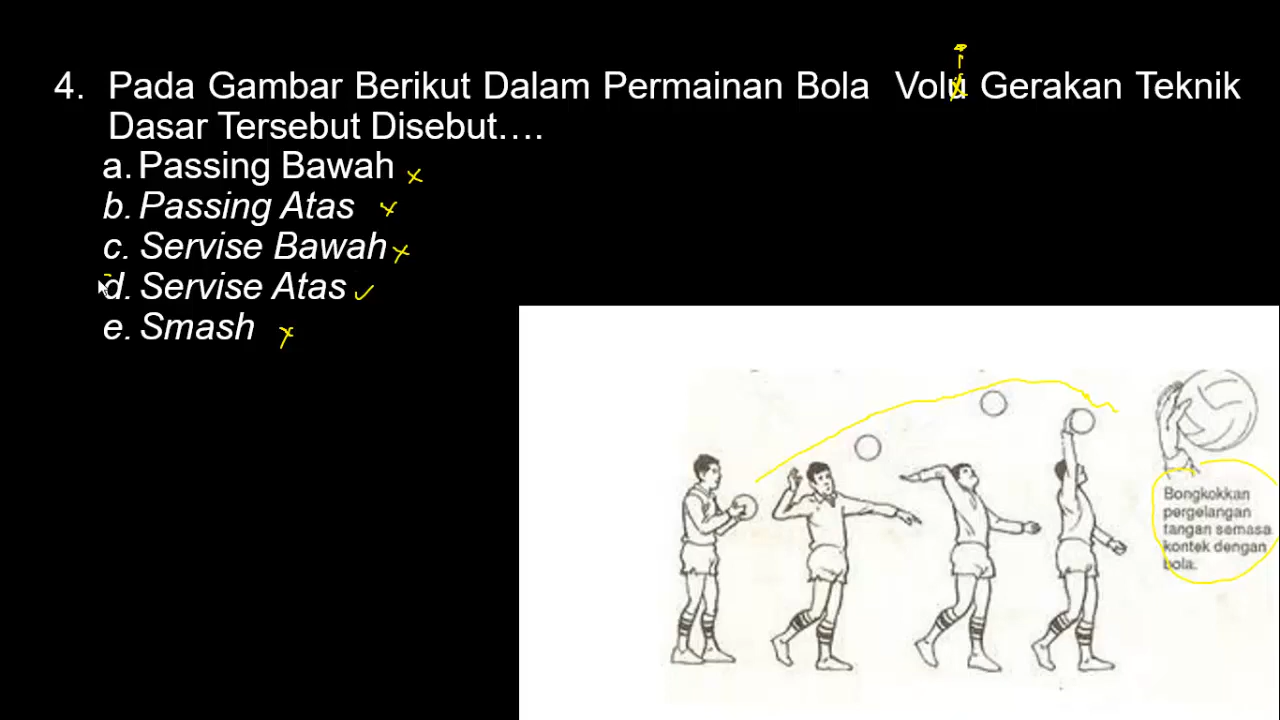 4. Pada Gambar Berikut Dalam Permainan Bola Volu Gerakan Teknik
Dasar Tersebut Disebut….
a. Passing Bawah
b. Passing Atas
c. Servise Bawah
d. Servise Atas
e. Smash
Bongkokkan
pergelangan
tangan semasa
kontek dengan
bola.